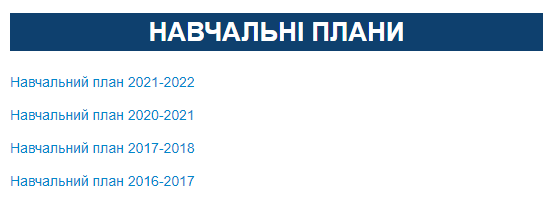 НАВЧАЛЬНІ ПЛАНИ
Навчальний план 2021-2022
Навчальний план 2020-2021
Навчальний план 2017-2018
Навчальний план 2016-2017